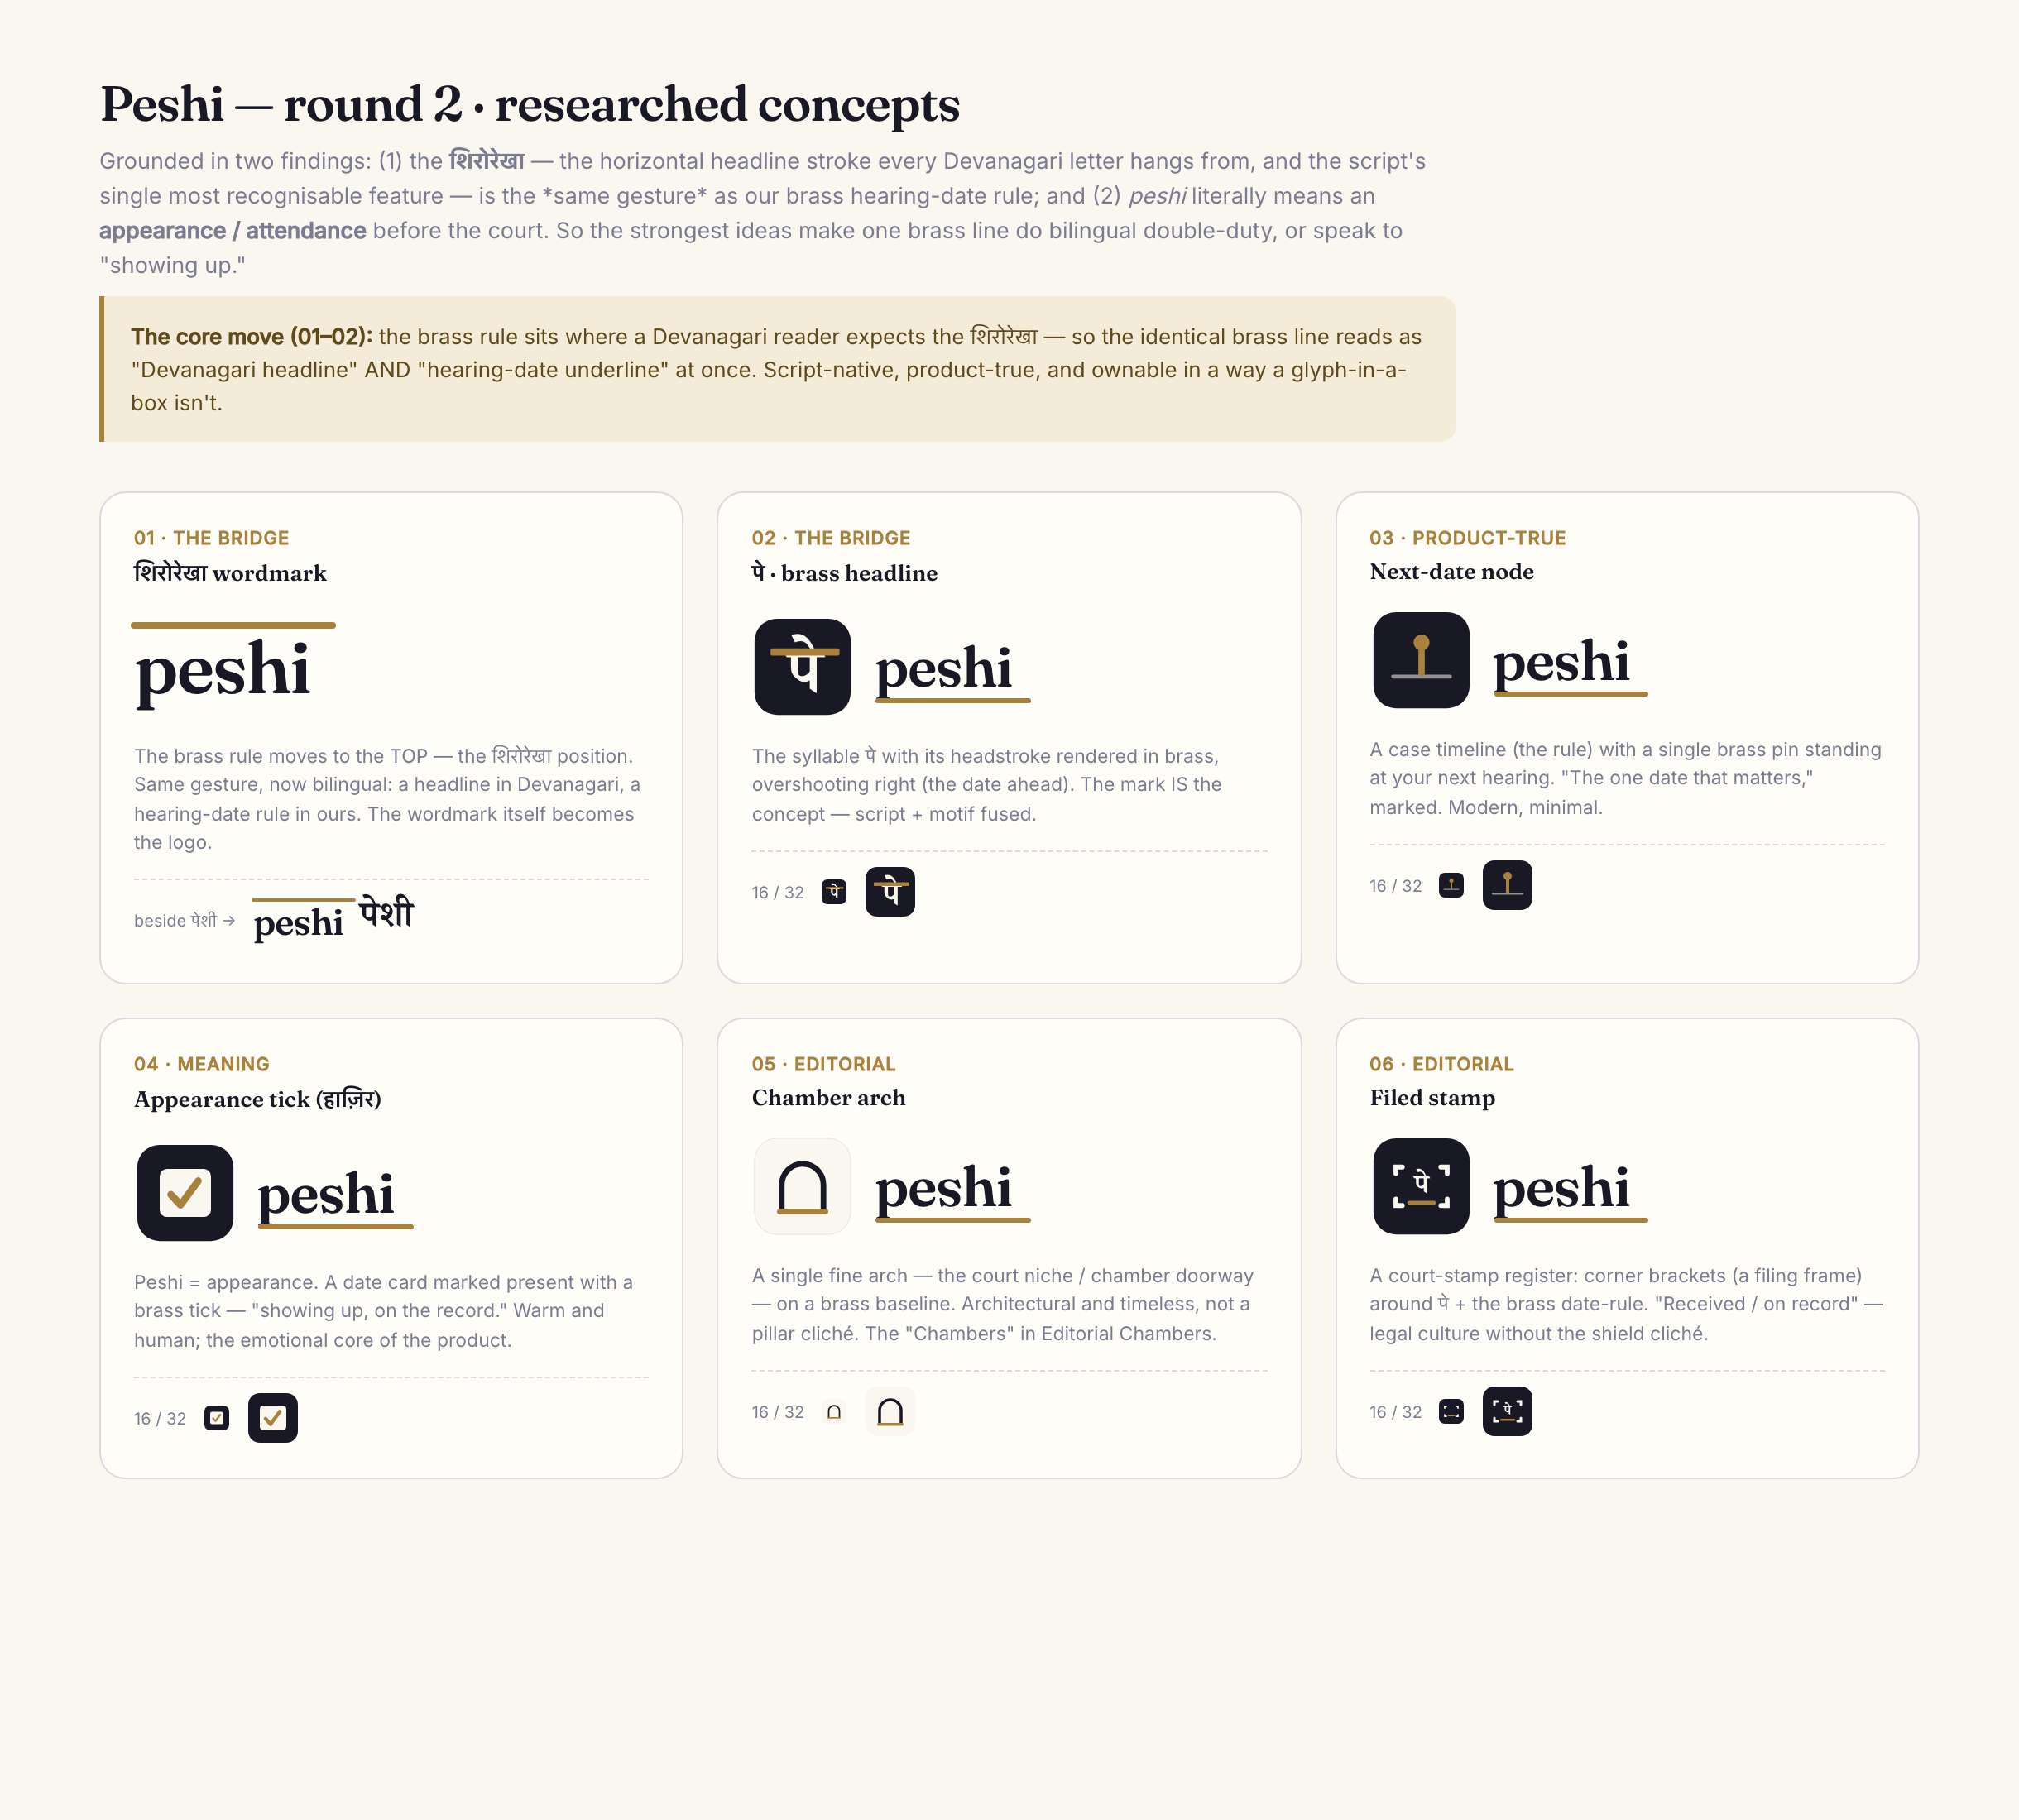 Peshi — round 2 · researched concepts
Grounded in two findings: (1) the शिरोरेखा — the horizontal headline stroke every Devanagari letter hangs from, and the script's
single most recognisable feature — is the *same gesture* as our brass hearing-date rule; and (2) peshi literally means an
appearance / attendance before the court. So the strongest ideas make one brass line do bilingual double-duty, or speak to
"showing up."
The core move (01–02): the brass rule sits where a Devanagari reader expects the शिरोरेखा — so the identical brass line reads as
"Devanagari headline" AND "hearing-date underline" at once. Script-native, product-true, and ownable in a way a glyph-in-a-
box isn't.
01 · THE BRIDGE
शिरोरेखा wordmark
peshi
The brass rule moves to the TOP — the शिरोरेखा position.
Same gesture, now bilingual: a headline in Devanagari, a
hearing-date rule in ours. The wordmark itself becomes
the logo.
beside पेशी → peshi पेशी
02 · THE BRIDGE
पे · brass headline
पे peshi
The syllable पे with its headstroke rendered in brass,
overshooting right (the date ahead). The mark IS the
concept — script + motif fused.
16 / 32 पे पे
03 · PRODUCT-TRUE
Next-date node
peshi
A case timeline (the rule) with a single brass pin standing
at your next hearing. "The one date that matters,"
marked. Modern, minimal.
16 / 32
04 · MEANING
Appearance tick (हाज़िर)
peshi
Peshi = appearance. A date card marked present with a
brass tick — "showing up, on the record." Warm and
human; the emotional core of the product.
16 / 32
05 · EDITORIAL
Chamber arch
peshi
A single fine arch — the court niche / chamber doorway
— on a brass baseline. Architectural and timeless, not a
pillar cliché. The "Chambers" in Editorial Chambers.
16 / 32
06 · EDITORIAL
Filed stamp
पे peshi
A court-stamp register: corner brackets (a filing frame)
around पे + the brass date-rule. "Received / on record" —
legal culture without the shield cliché.
16 / 32 पे